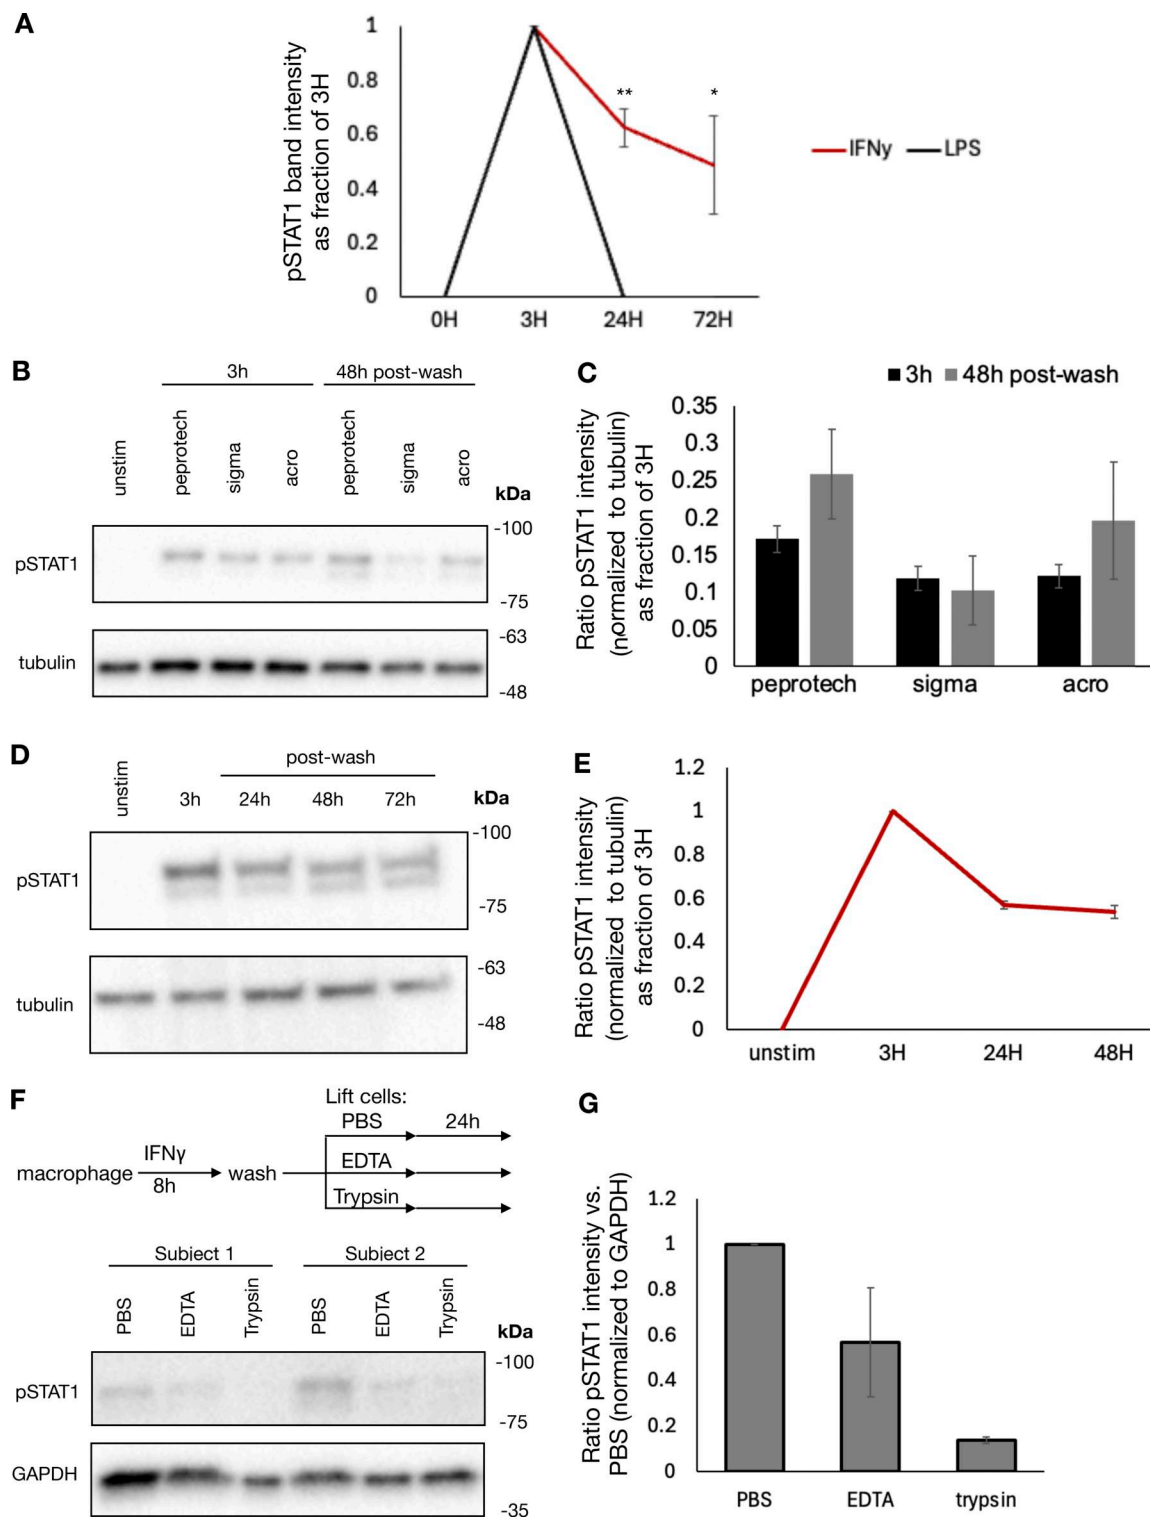 A
pSTAT1 band intensity
as fraction of 3H
1
0.8
0.6
0.4
0.2
0
**
*
IFNy
LPS
0H
3H
24H
72H
B
3h
48h post-wash
unstim
peprotech
sigma
acro
peprotech
sigma
acro
kDa
-100
pSTAT1
-75
-63
tubulin
-48
C
3h
48h post-wash
Ratio pSTAT1 intensity
(normalized to tubulin)
as fraction of 3H
0.35
0.3
0.25
0.2
0.15
0.1
0.05
0
peprotech
sigma
acro
D
post-wash
unstim
3h
24h
48h
72h
kDa
-100
pSTAT1
-75
-63
tubulin
-48
E
Ratio pSTAT1 intensity
(normalized to tubulin)
as fraction of 3H
1.2
1
0.8
0.6
0.4
0.2
0
unstim
3H
24H
48H
F
Lift cells:
PBS
24h
macrophage
IFNγ
8h
wash
EDTA
Trypsin
Subject 1
Subject 2
PBS
EDTA
Trypsin
PBS
EDTA
Trypsin
kDa
-100
pSTAT1
-75
GAPDH
-35
G
Ratio pSTAT1 intensity vs.
PBS (normalized to GAPDH)
1.2
1
0.8
0.6
0.4
0.2
0
PBS
EDTA
trypsin